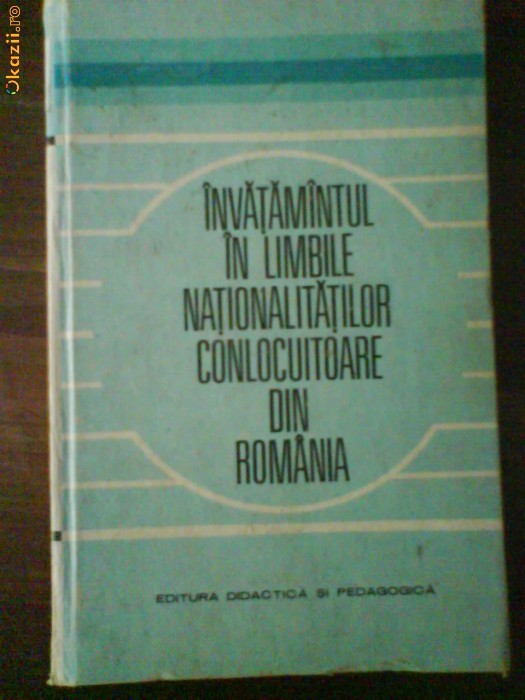 Okazii.ro
ÎNVĂȚĂMÎNTUL
ÎN LIMBILE
NAȚIONALITĂȚILOR
CONLOCUITOARE
DIN
ROMÂNIA
EDITURA DIDACTICĂ ȘI PEDAGOGICĂ